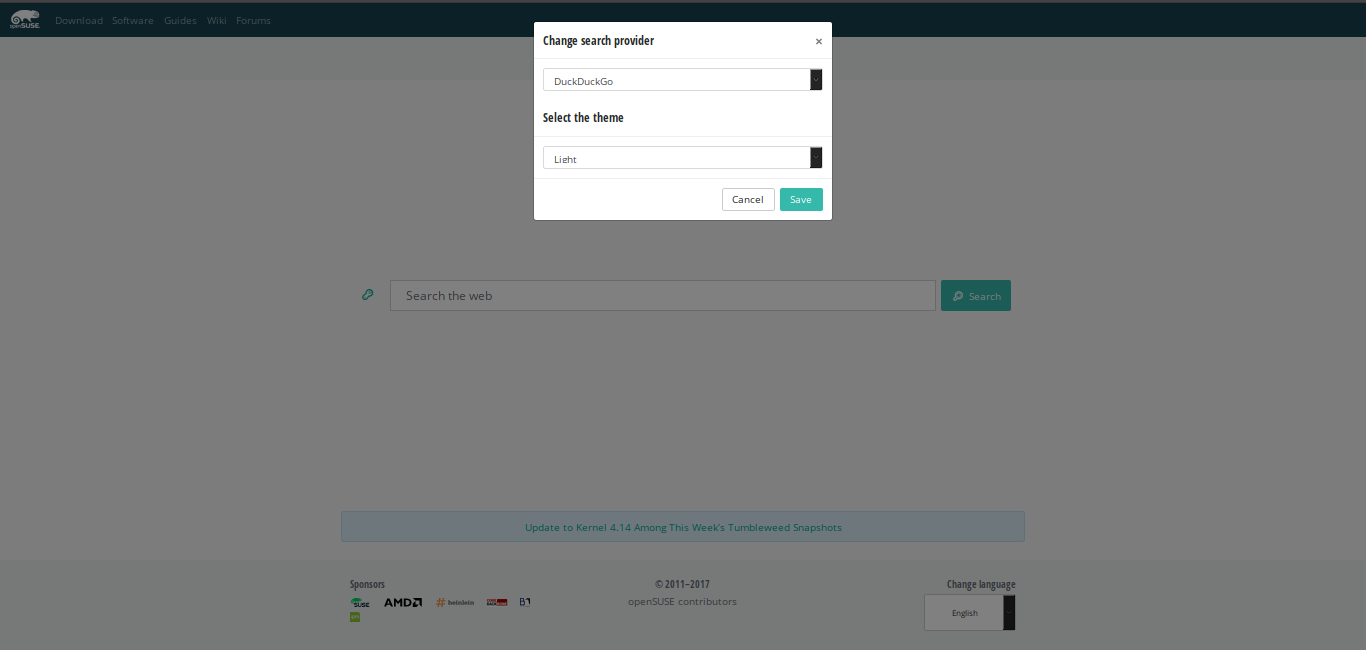 openSUSE
Download Software Guides Wiki Forums
Change search provider
×
DuckDuckGo
Select the theme
Light
Cancel Save
Search the web
Search
Update to Kernel 4.14 Among This Week's Tumbleweed Snapshots
Sponsors
SUSE AMD # heinlein B1
© 2011–2017
openSUSE contributors
Change language
English